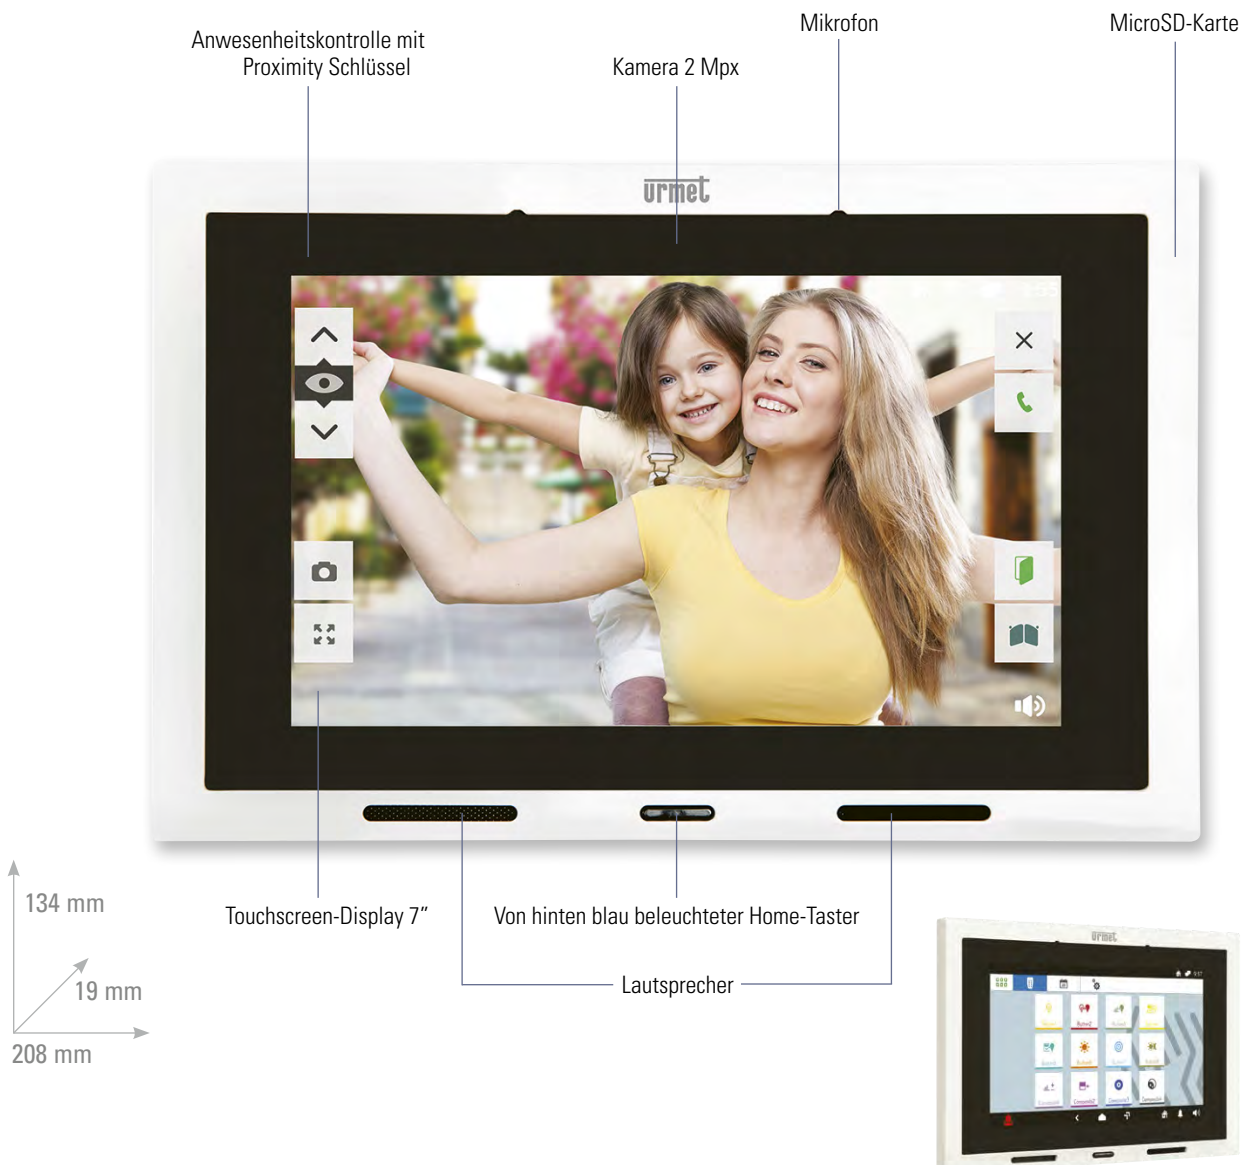 Mikrofon
MicroSD-Karte
Anwesenheitskontrolle mit
Proximity Schlüssel
Kamera 2 Mpx
urmet
134 mm
19 mm
208 mm
Touchscreen-Display 7”
Von hinten blau beleuchteter Home-Taster
Lautsprecher
urmet